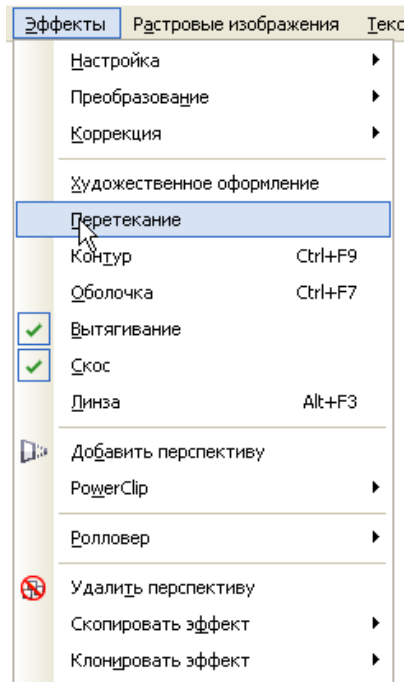 Эффекты Растровые изображения
Настройка
Преобразование
Коррекция
Художественное оформление
Перетекание
Контур Ctrl+F9
Оболочка Ctrl+F7
Вытягивание
Скос
Линза Alt+F3
Добавить перспективу
PowerClip
Ролловер
Удалить перспективу
Скопировать эффект
Клонировать эффект